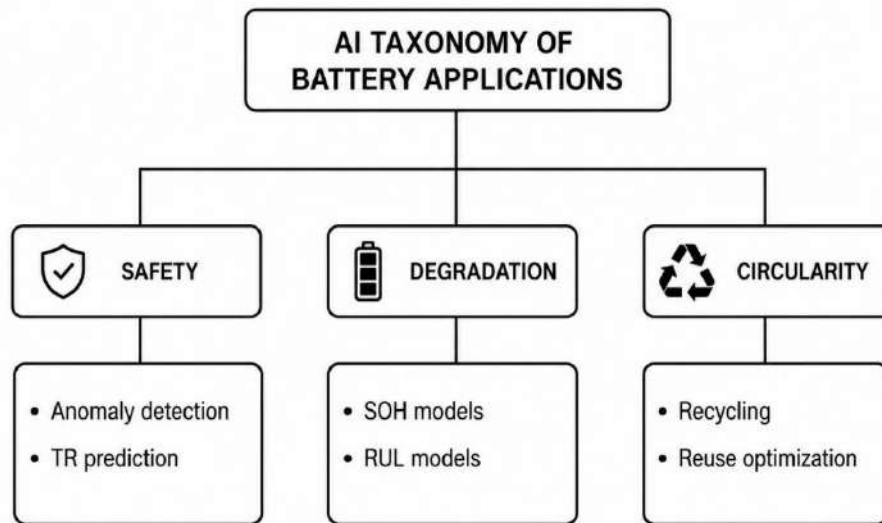 AI TAXONOMY OF
BATTERY APPLICATIONS
SAFETY
DEGRADATION
CIRCULARITY
• Anomaly detection
• TR prediction
• SOH models
• RUL models
• Recycling
• Reuse optimization